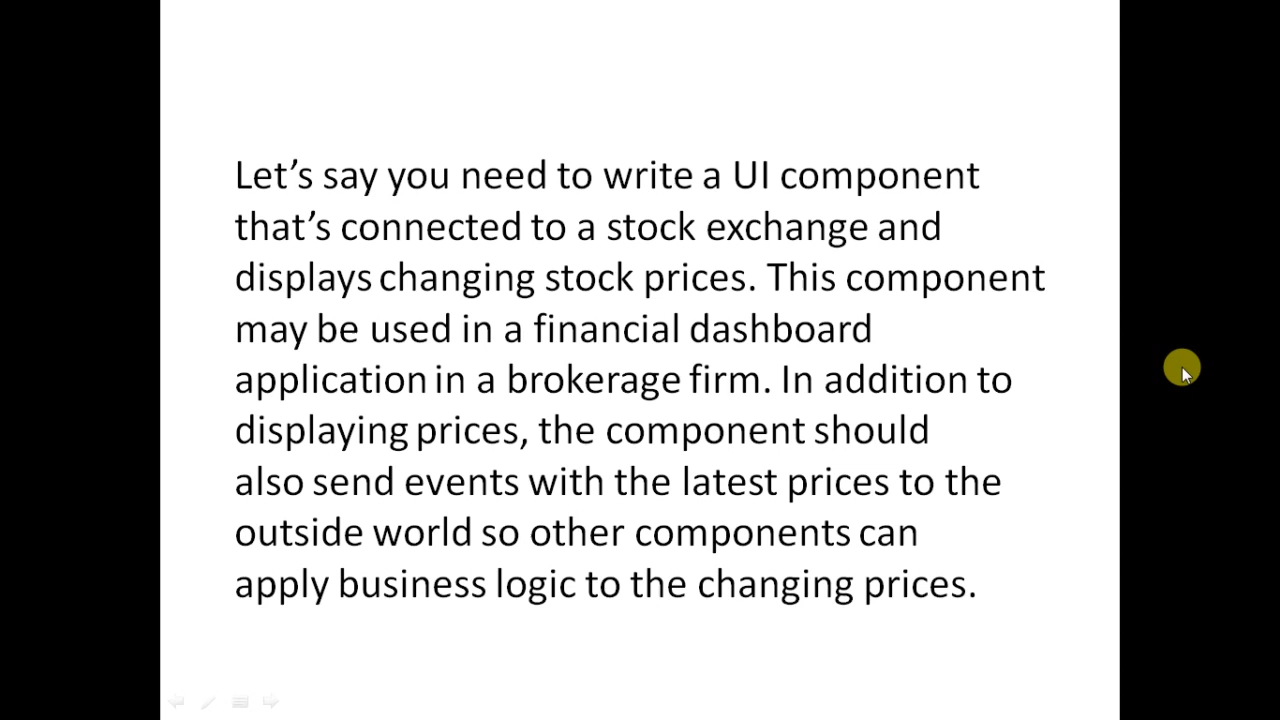 Let’s say you need to write a UI component
that’s connected to a stock exchange and
displays changing stock prices. This component
may be used in a financial dashboard
application in a brokerage firm. In addition to
displaying prices, the component should
also send events with the latest prices to the
outside world so other components can
apply business logic to the changing prices.